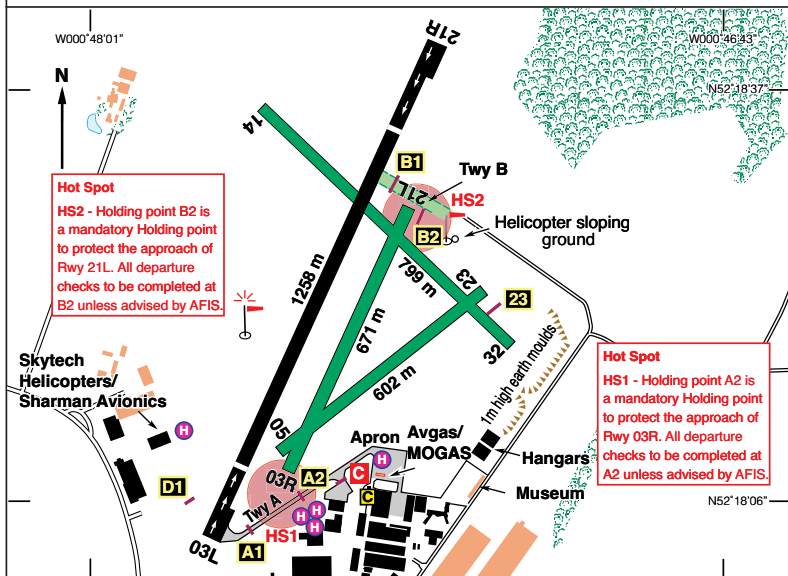 W000°48'01"
W000°46'43"
21R
N
N52°18'37"
14
B1
Twy B
21L
HS2
Hot Spot
HS2 - Holding point B2 is
a mandatory Holding point
to protect the approach of
Rwy 21L. All departure
checks to be completed at
B2 unless advised by AFIS.
B2
Helicopter sloping
ground
1258 m
799 m
23
23
671 m
602 m
32
1m high earth moulds
Hot Spot
HS1 - Holding point A2 is
a mandatory Holding point
to protect the approach of
Rwy 03R. All departure
checks to be completed at
A2 unless advised by AFIS.
Skytech
Helicopters/
Sharman Avionics
H
05
Apron
Avgas/
MOGAS
H
Hangars
Museum
D1
03R
A2
C
C
N52°18'06"
Twy A
H
H
H
HS1
A1
03L